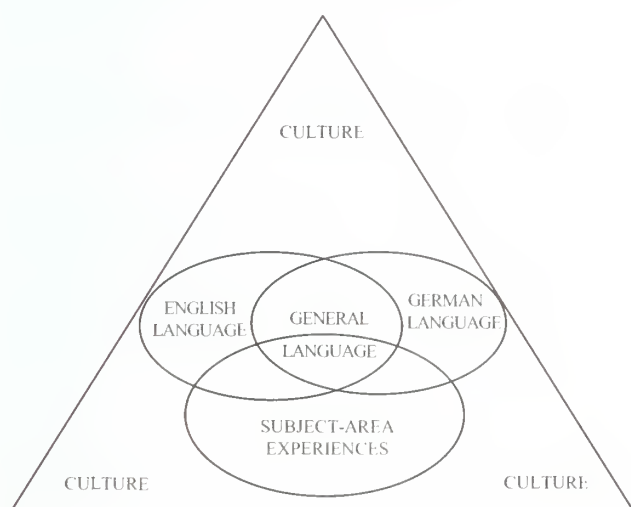 CULTURE
ENGLISH
LANGUAGE
GENERAL
LANGUAGE
GERMAN
LANGUAGE
SUBJECT-AREA
EXPERIENCES
CULTURE
CULTURE